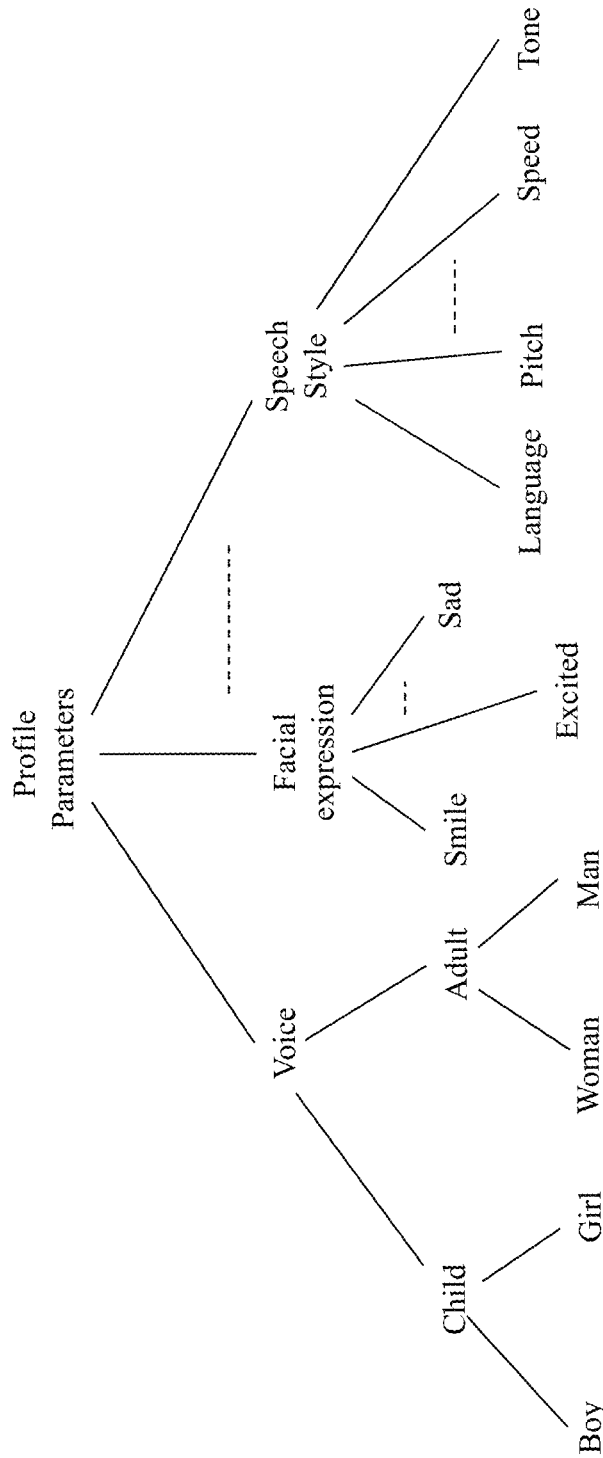 Profile
Parameters
Voice
Facial
expression
Speech
Style
Child
Adult
Smile
Sad
Excited
Language
Pitch
Speed
Tone
Boy
Girl
Woman
Man